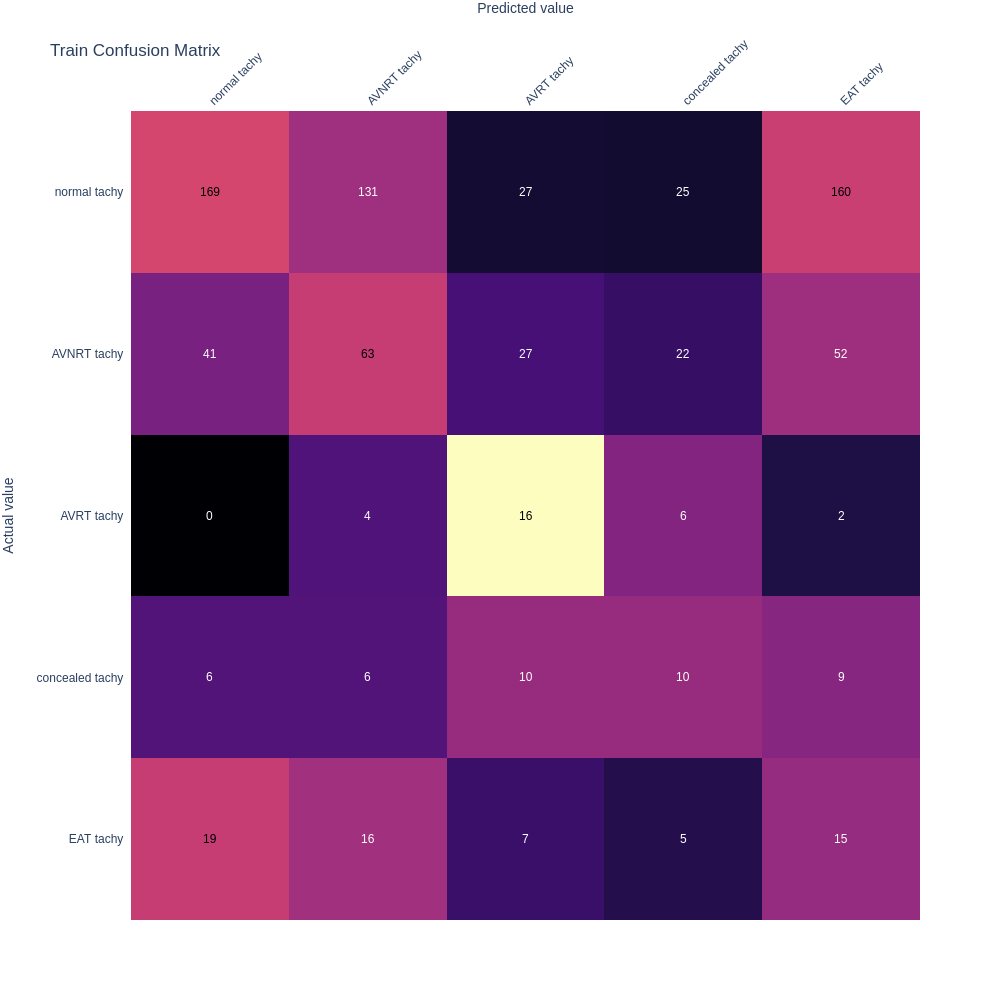 Predicted value
Train Confusion Matrix
normal tachy
AVNRT tachy
AVRT tachy
concealed tachy
EAT tachy
normal tachy 169 131 27 25 160
AVNRT tachy 41 63 27 22 52
Actual value
AVRT tachy 0 4 16 6 2
concealed tachy 6 6 10 10 9
EAT tachy 19 16 7 5 15